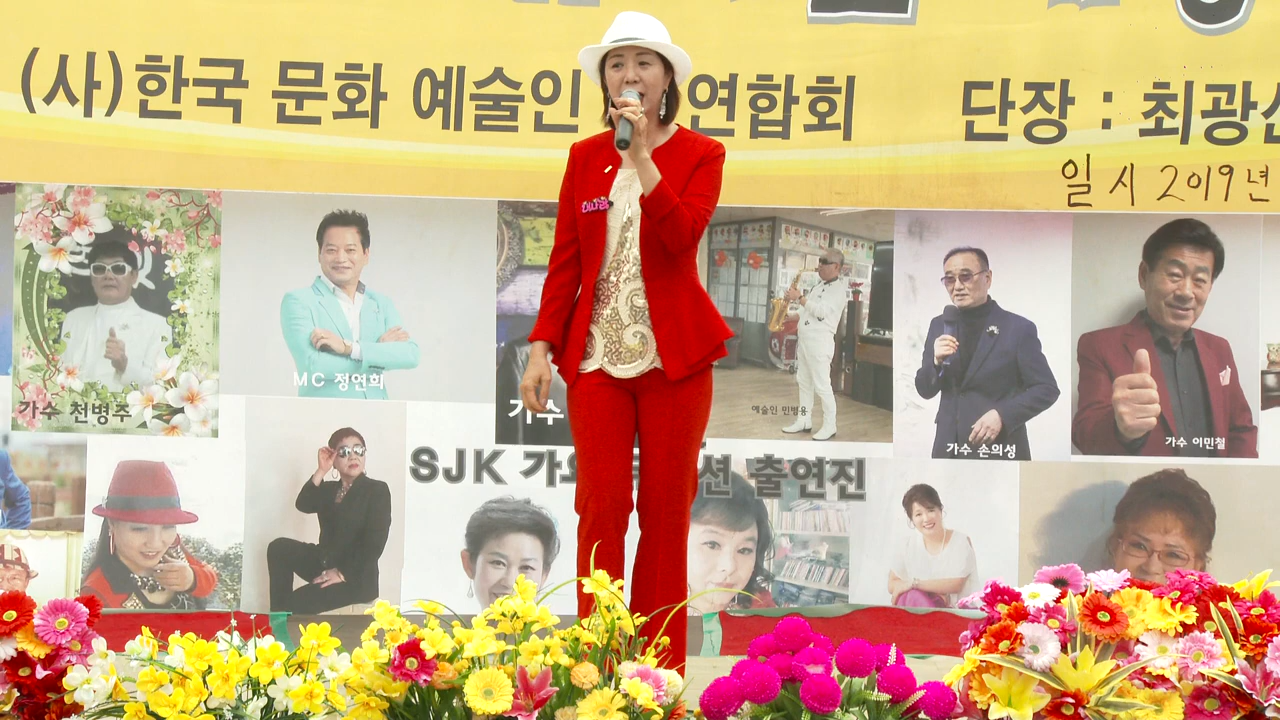 (사)한국 문화 예술인 연합회 단장 : 최광
일 시 2019년
가수 천병주
MC 정연희
가수
예술인 민병용
가수 손의성
가수 이민철
SJK 가요 션 출연진